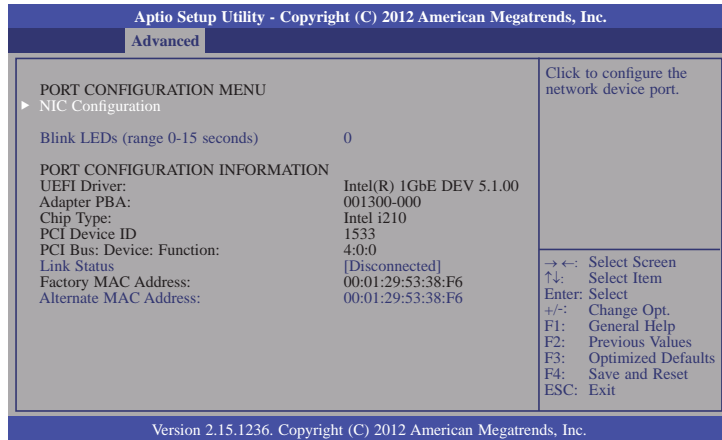 Aptio Setup Utility - Copyright (C) 2012 American Megatrends, Inc.
Advanced
PORT CONFIGURATION MENU
► NIC Configuration
Blink LEDs (range 0-15 seconds) 0
PORT CONFIGURATION INFORMATION
UEFI Driver: Intel(R) 1GbE DEV 5.1.00
Adapter PBA: 001300-000
Chip Type: Intel i210
PCI Device ID 1533
PCI Bus: Device: Function: 4:0:0
Link Status [Disconnected]
Factory MAC Address: 00:01:29:53:38:F6
Alternate MAC Address: 00:01:29:53:38:F6
Click to configure the
network device port.
→ ←: Select Screen
↑↓: Select Item
Enter: Select
+/-: Change Opt.
F1: General Help
F2: Previous Values
F3: Optimized Defaults
F4: Save and Reset
ESC: Exit
Version 2.15.1236. Copyright (C) 2012 American Megatrends, Inc.